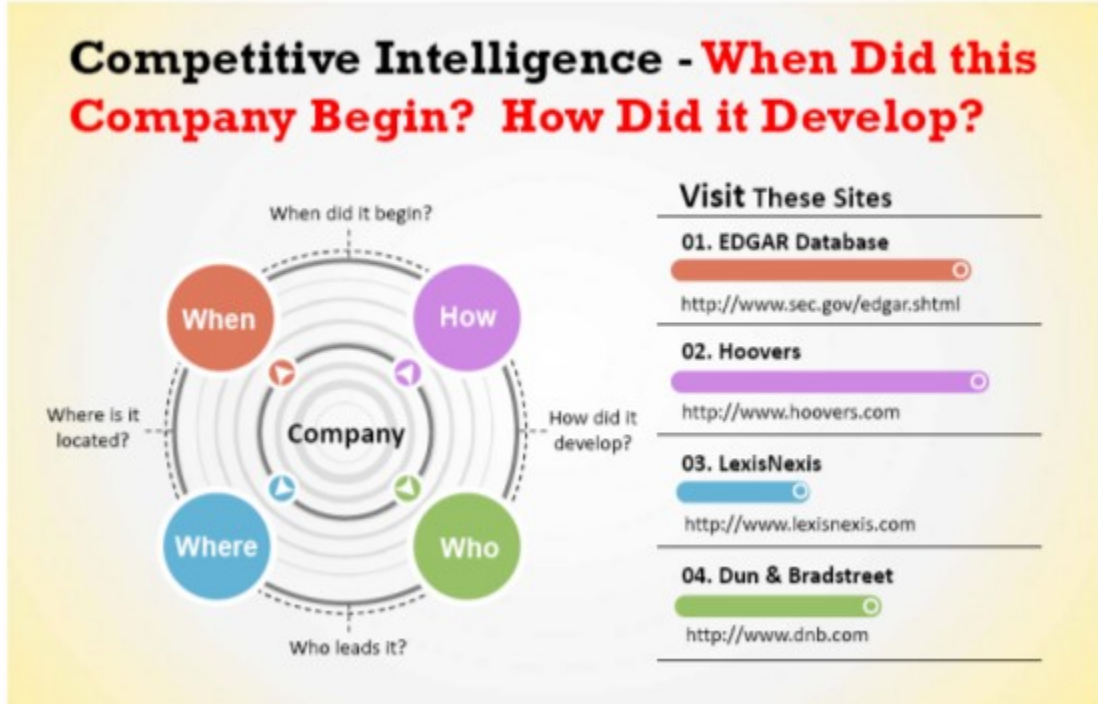 Competitive Intelligence - When Did this
Company Begin? How Did it Develop?
When did it begin?
When
How
Where is it
located?
Company
How did it
develop?
Where
Who
Who leads it?
Visit These Sites
01. EDGAR Database
http://www.sec.gov/edgar.shtml
02. Hoovers
http://www.hoovers.com
03. LexisNexis
http://www.lexisnexis.com
04. Dun & Bradstreet
http://www.dnb.com